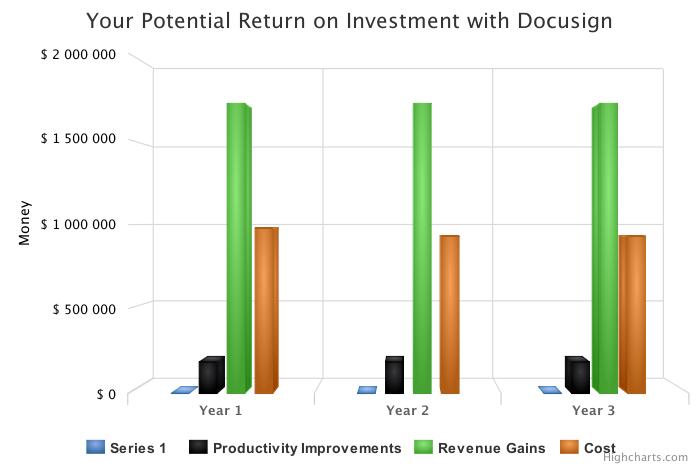 Your Potential Return on Investment with Docusign
$ 2 000 000
$ 1 500 000
$ 1 000 000
$ 500 000
$ 0
Money
Year 1
Year 2
Year 3
Series 1
Productivity Improvements
Revenue Gains
Cost
Highcharts.com